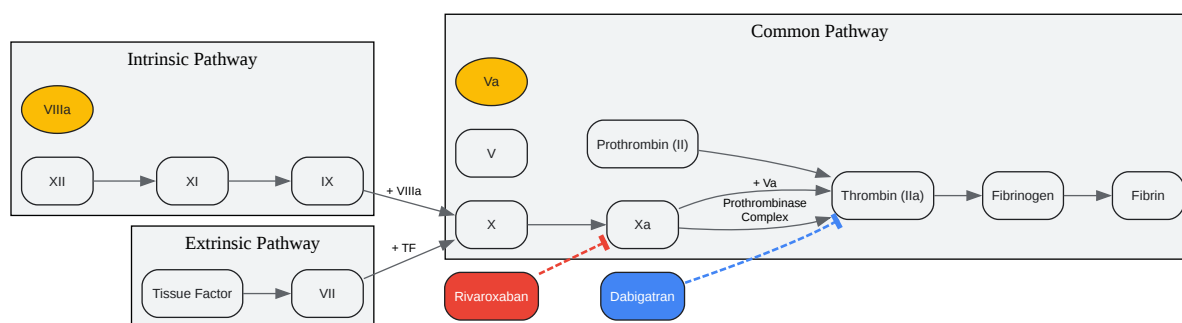 Common Pathway
Intrinsic Pathway
Va
VIIIa
V
Prothrombin (II)
XII
XI
IX
+ VIIIa
+ Va
Prothrombinase
Complex
Thrombin (IIa)
Fibrinogen
Fibrin
X
Xa
Extrinsic Pathway
+ TF
Tissue Factor
VII
Rivaroxaban
Dabigatran